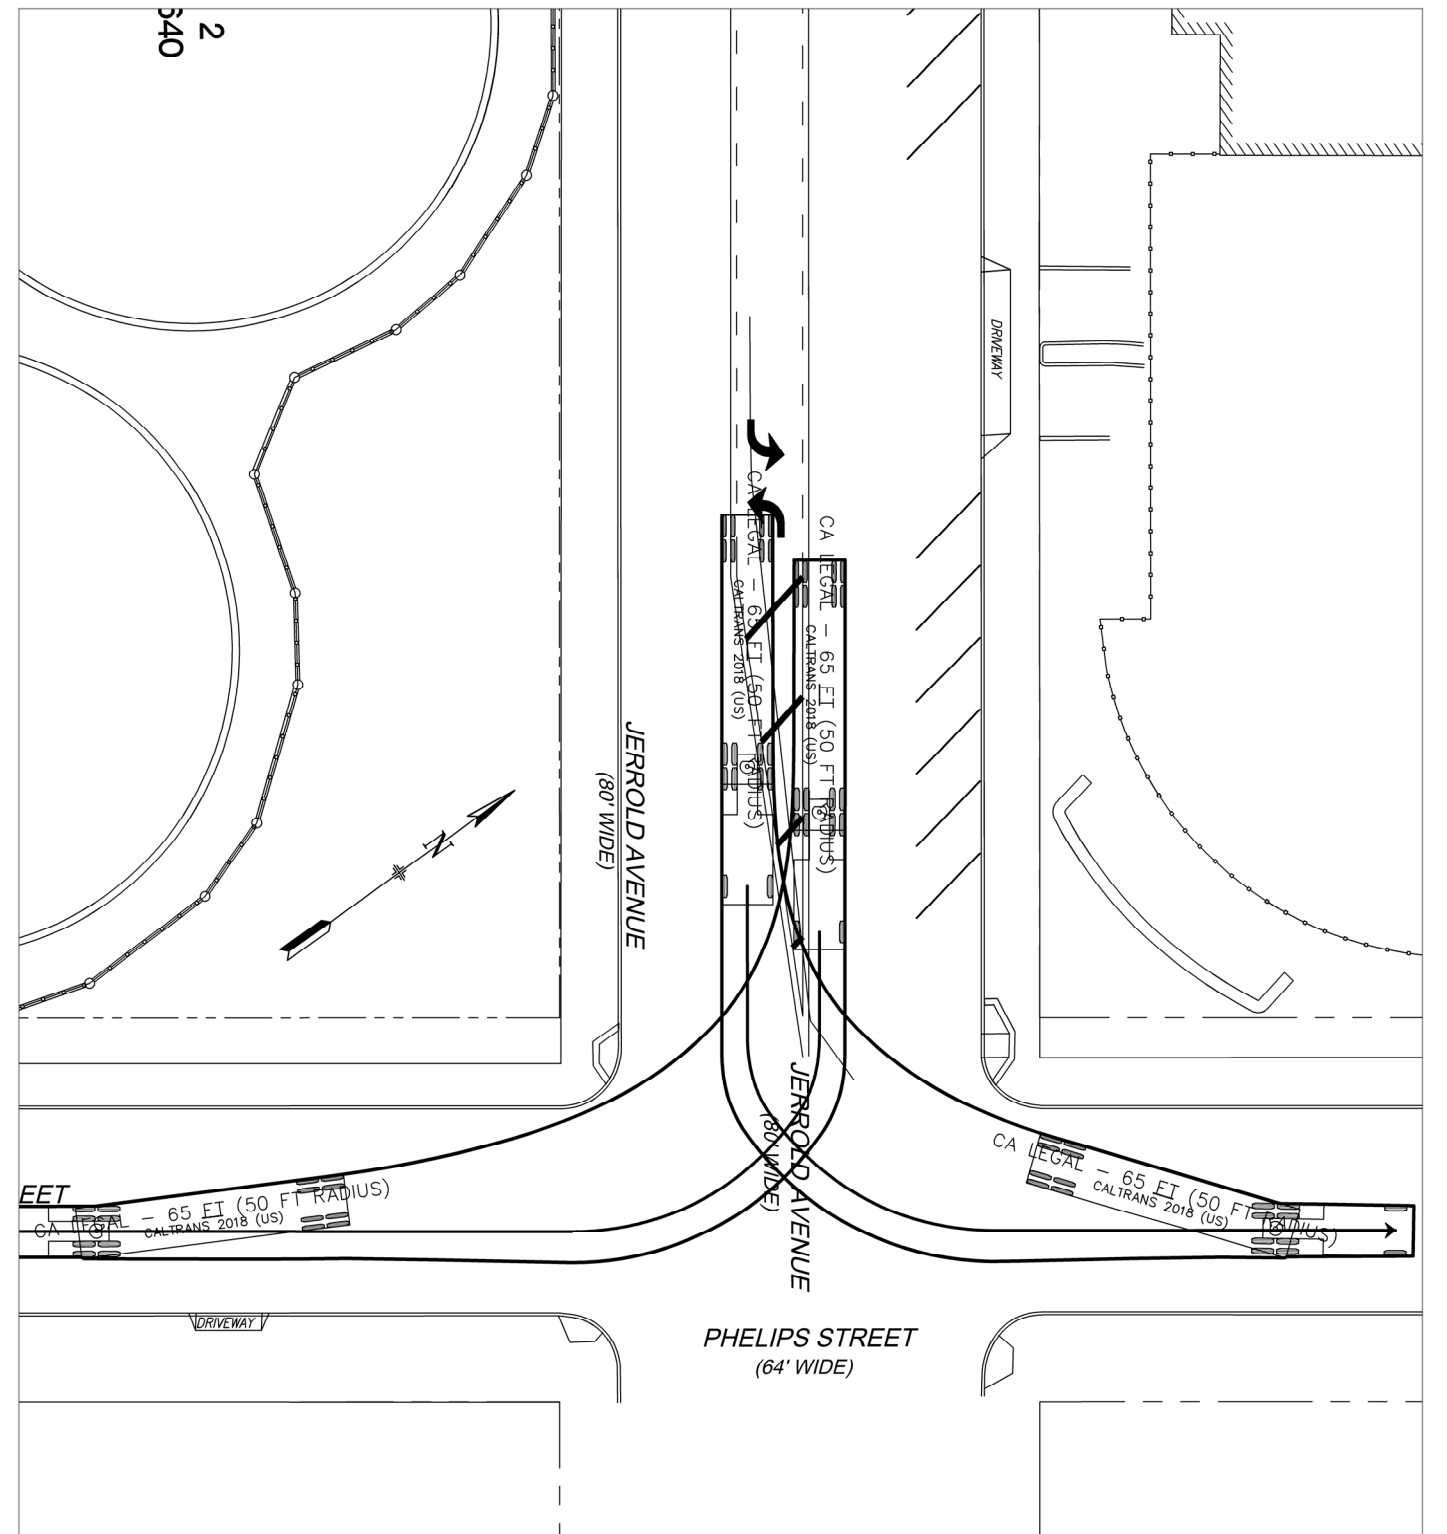 2
640
DRIVEWAY
CA LEGAL - 65 FT (50 FT RADIUS)
CALTRANS 2018 (US)
CA LEGAL - 65 FT (50 FT RADIUS)
CALTRANS 2018 (US)
JERROLD AVENUE
(80' WIDE)
N
JERROLD AVENUE
(80' WIDE)
CA LEGAL - 65 FT (50 FT RADIUS)
CALTRANS 2018 (US)
EET
CA LEGAL - 65 FT (50 FT RADIUS)
CALTRANS 2018 (US)
DRIVEWAY
PHELIPS STREET
(64' WIDE)